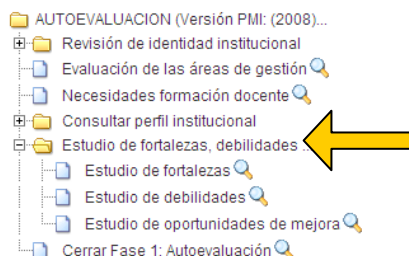 AUTOEVALUACION (Versión PMI: (2008)...
Revisión de identidad institucional
Evaluación de las áreas de gestión
Necesidades formación docente
Consultar perfil institucional
Estudio de fortalezas, debilidades ...
Estudio de fortalezas
Estudio de debilidades
Estudio de oportunidades de mejora
Cerrar Fase 1: Autoevaluación